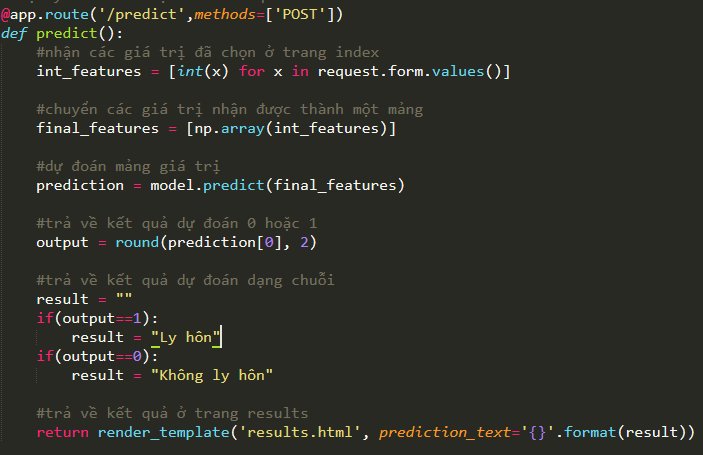 @app.route('/predict',methods=['POST'])
def predict():
    #nhận các giá trị đã chọn ở trang index
    int_features = [int(x) for x in request.form.values()]
    #chuyển các giá trị nhận được thành một mảng
    final_features = [np.array(int_features)]
    #dự đoán mảng giá trị
    prediction = model.predict(final_features)
    #trả về kết quả dự đoán 0 hoặc 1
    output = round(prediction[0], 2)
    #trả về kết quả dự đoán dạng chuỗi
    result = ""
    if(output==1):
        result = "Ly hôn"
    if(output==0):
        result = "Không ly hôn"
    #trả về kết quả ở trang results
    return render_template('results.html', prediction_text='{}'.format(result))